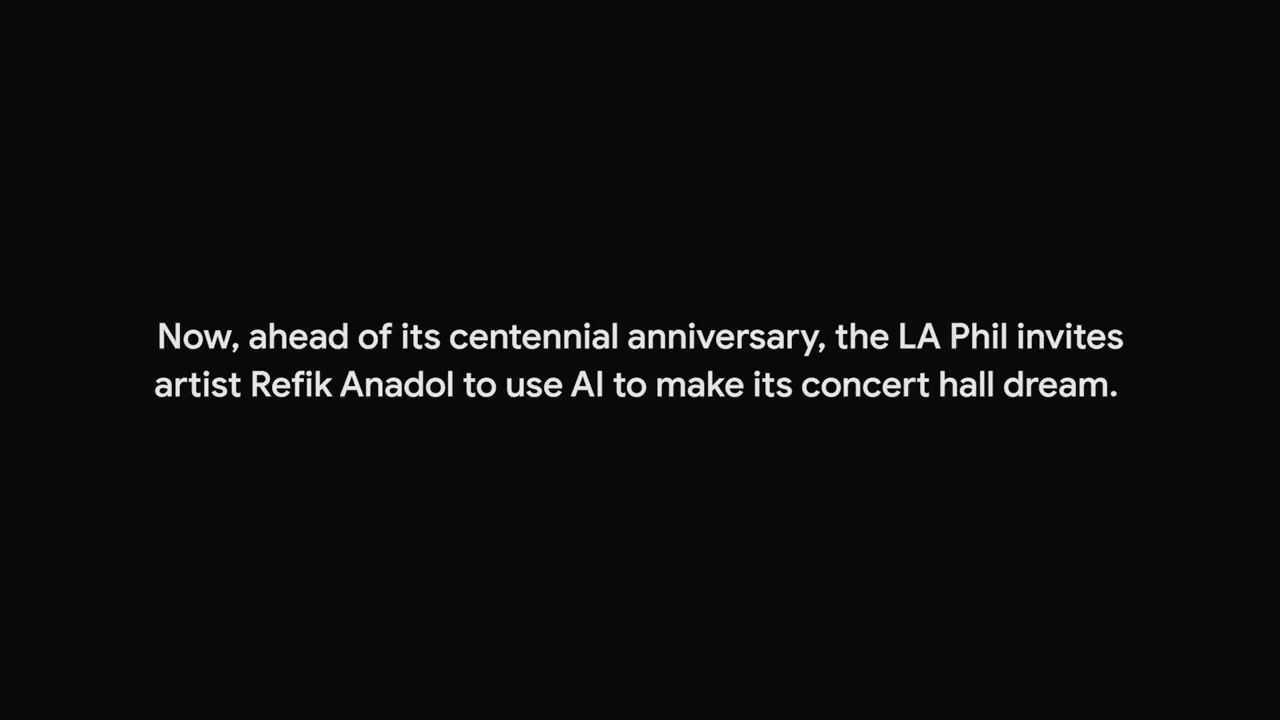 Now, ahead of its centennial anniversary, the LA Phil invites
artist Refik Anadol to use AI to make its concert hall dream.